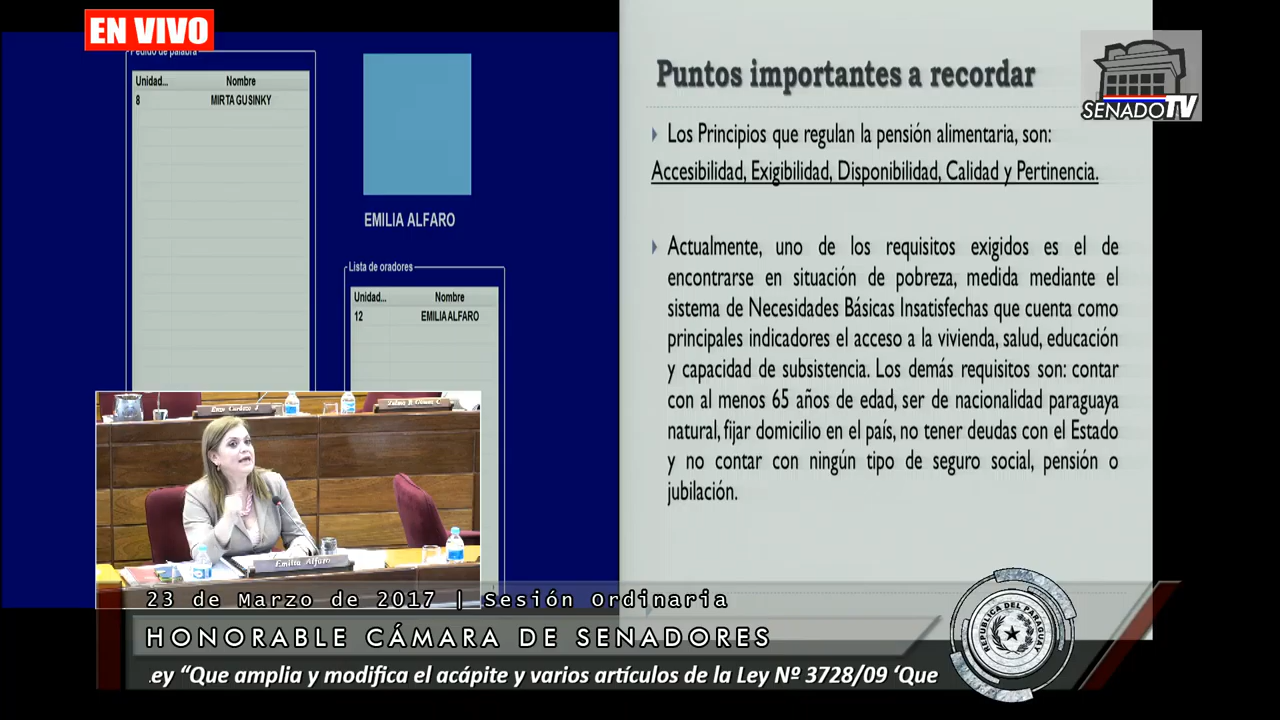 EN VIVO
Pedido de palabra
Unidad... Nombre
8 MIRTA GUSINKY
EMILIA ALFARO
Lista de oradores
Unidad... Nombre
12 EMILIA ALFARO
Puntos importantes a recordar
SENADO TV
Los Principios que regulan la pensión alimentaria, son:
Accesibilidad, Exigibilidad, Disponibilidad, Calidad y Pertinencia.
Actualmente, uno de los requisitos exigidos es el de
encontrarse en situación de pobreza, medida mediante el
sistema de Necesidades Básicas Insatisfechas que cuenta como
principales indicadores el acceso a la vivienda, salud, educación
y capacidad de subsistencia. Los demás requisitos son: contar
con al menos 65 años de edad, ser de nacionalidad paraguaya
natural, fijar domicilio en el país, no tener deudas con el Estado
y no contar con ningún tipo de seguro social, pensión o
jubilación.
Emilia Alfaro
23 de Marzo de 2017 | Sesión Ordinaria
HONORABLE CÁMARA DE SENADORES
REPUBLICA DEL PARAGUAY
.ey “Que amplia y modifica el acápite y varios artículos de la Ley Nº 3728/09 ‘Que